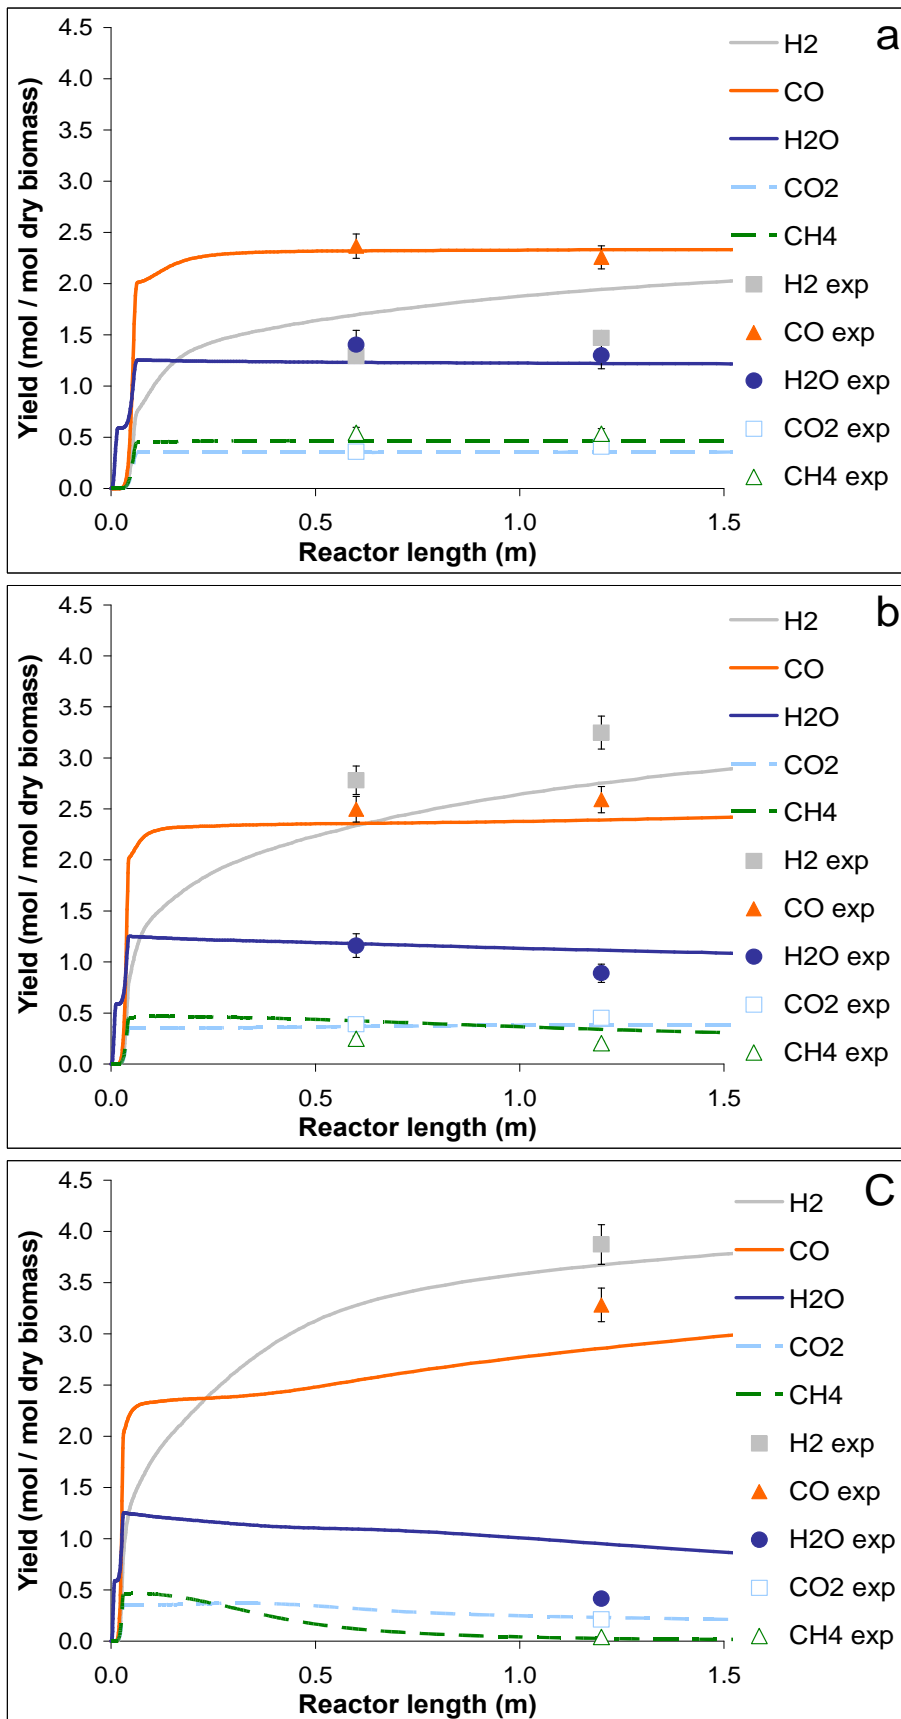 a
Yield (mol / mol dry biomass)
4.5
4.0
3.5
3.0
2.5
2.0
1.5
1.0
0.5
0.0
0.0 0.5 1.0 1.5
Reactor length (m)
H2
CO
H2O
CO2
CH4
H2 exp
CO exp
H2O exp
CO2 exp
CH4 exp
b
Yield (mol / mol dry biomass)
4.5
4.0
3.5
3.0
2.5
2.0
1.5
1.0
0.5
0.0
0.0 0.5 1.0 1.5
Reactor length (m)
H2
CO
H2O
CO2
CH4
H2 exp
CO exp
H2O exp
CO2 exp
CH4 exp
C
Yield (mol / mol dry biomass)
4.5
4.0
3.5
3.0
2.5
2.0
1.5
1.0
0.5
0.0
0.0 0.5 1.0 1.5
Reactor length (m)
H2
CO
H2O
CO2
CH4
H2 exp
CO exp
H2O exp
CO2 exp
CH4 exp